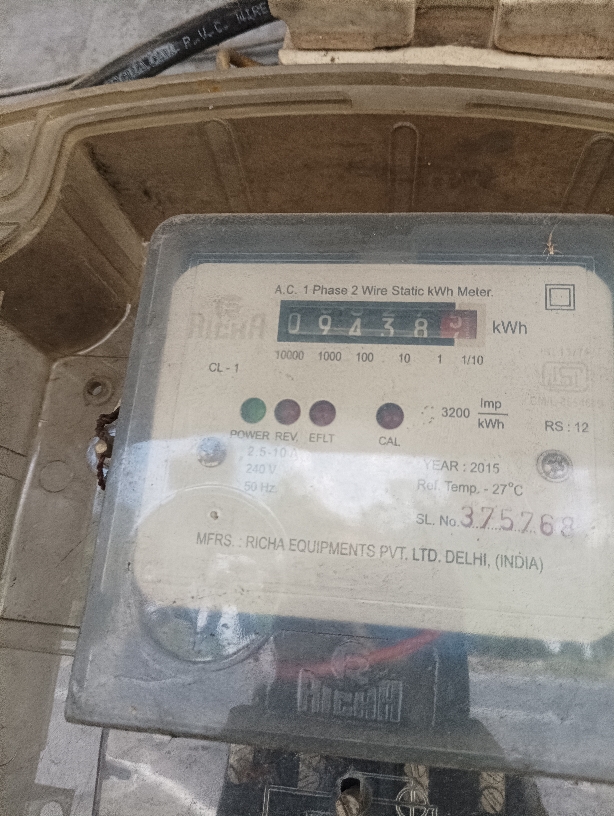 P.V.C. WIRE
A.C. 1 Phase 2 Wire Static kWh Meter.
RICHA
0 9 4 3 8 kWh
10000 1000 100 10 1 1/10
CL - 1
3200 Imp/kWh
RS : 12
POWER REV. EFLT CAL
2.5-10 A
240 V
50 Hz
YEAR : 2015
Ref. Temp. - 27°C
SL. No. 375768
MFRS. : RICHA EQUIPMENTS PVT. LTD. DELHI, (INDIA)
RICHA